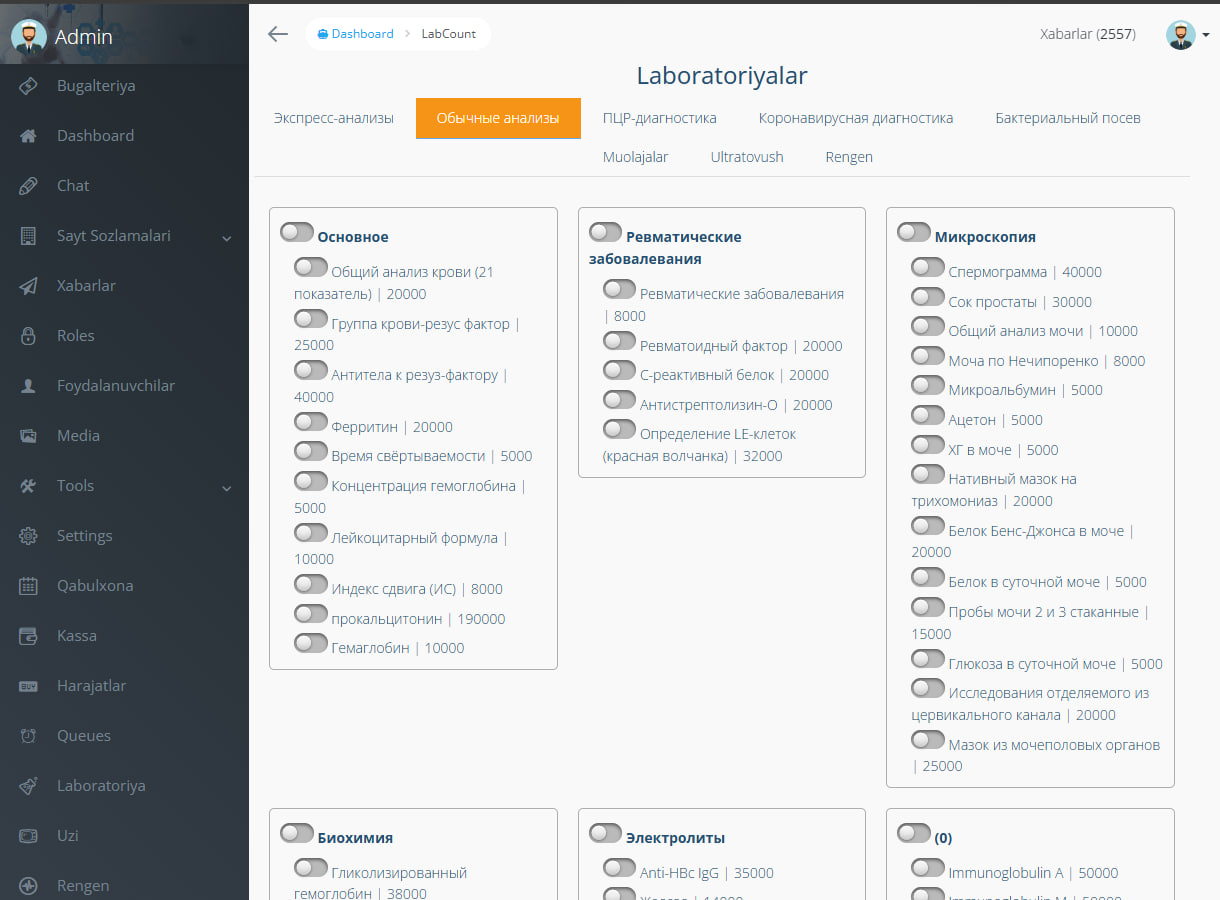 Admin
Dashboard
LabCount
Xabarlar (2557)
Bugalteriya
Dashboard
Chat
Sayt Sozlamalari
Xabarlar
Roles
Foydalanuvchilar
Media
Tools
Settings
Qabulxona
Kassa
Harajatlar
Queues
Laboratoriya
Uzi
Rengen
Laboratoriyalar
Экспресс-анализы
Обычные анализы
ПЦР-диагностика
Коронавирусная диагностика
Бактериальный посев
Muolajalar
Ultratovush
Rengen
Основное
Общий анализ крови (21
показатель) | 20000
Группа крови-резус фактор |
25000
Антитела к резуз-фактору |
40000
Ферритин | 20000
Время свёртываемости | 5000
Концентрация гемоглобина |
5000
Лейкоцитарный формула |
10000
Индекс сдвига (ИС) | 8000
прокальцитонин | 190000
Гемаглобин | 10000
Ревматические
забовалевания
Ревматические забовалевания
| 8000
Ревматоидный фактор | 20000
С-реактивный белок | 20000
Антистрептолизин-О | 20000
Определение LE-клеток
(красная волчанка) | 32000
Микроскопия
Спермограмма | 40000
Сок простаты | 30000
Общий анализ мочи | 10000
Моча по Нечипоренко | 8000
Микроальбумин | 5000
Ацетон | 5000
ХГ в моче | 5000
Нативный мазок на
трихомониаз | 20000
Белок Бенс-Джонса в моче |
20000
Белок в суточной моче | 5000
Пробы мочи 2 и 3 стаканные |
15000
Глюкоза в суточной моче | 5000
Исследования отделяемого из
цервикального канала | 20000
Мазок из мочеполовых органов
| 25000
Биохимия
Гликолизированный
гемоглобин | 38000
Электролиты
Anti-HBc IgG | 35000
(0)
Immunoglobulin A | 50000